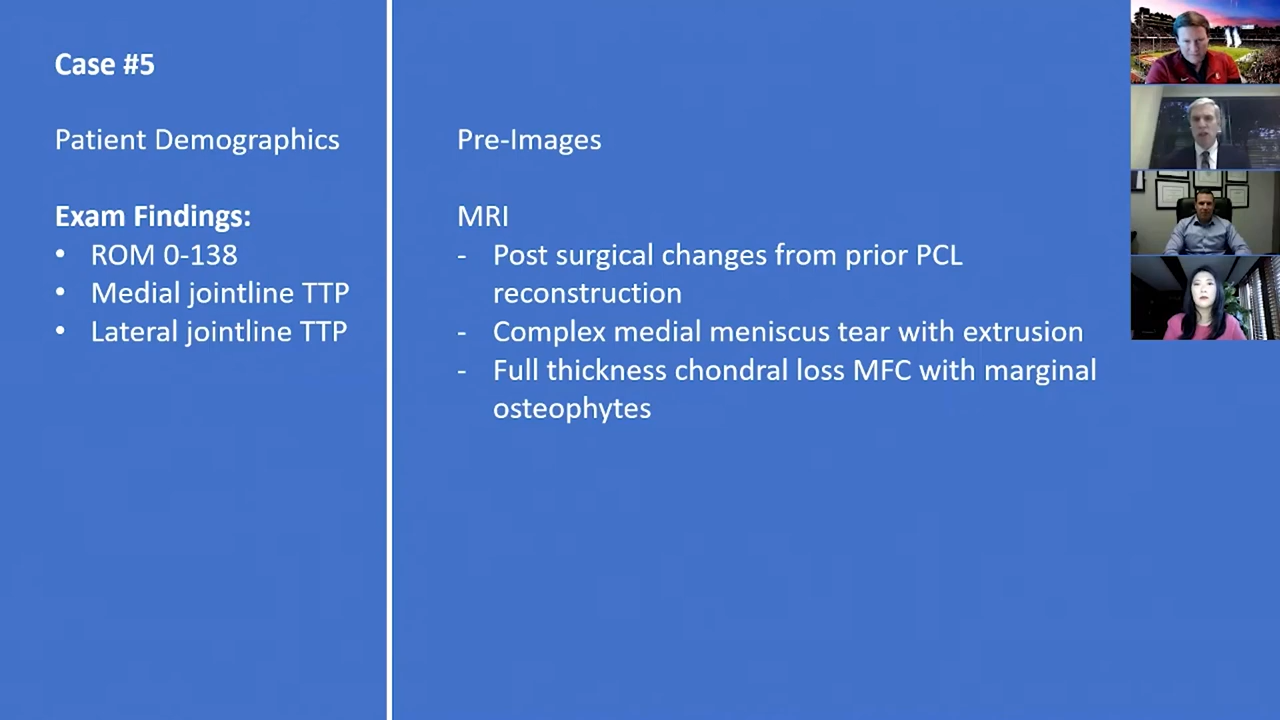 Case #5
Patient Demographics
Exam Findings:
• ROM 0-138
• Medial jointline TTP
• Lateral jointline TTP
Pre-Images
MRI
- Post surgical changes from prior PCL
reconstruction
- Complex medial meniscus tear with extrusion
- Full thickness chondral loss MFC with marginal
osteophytes